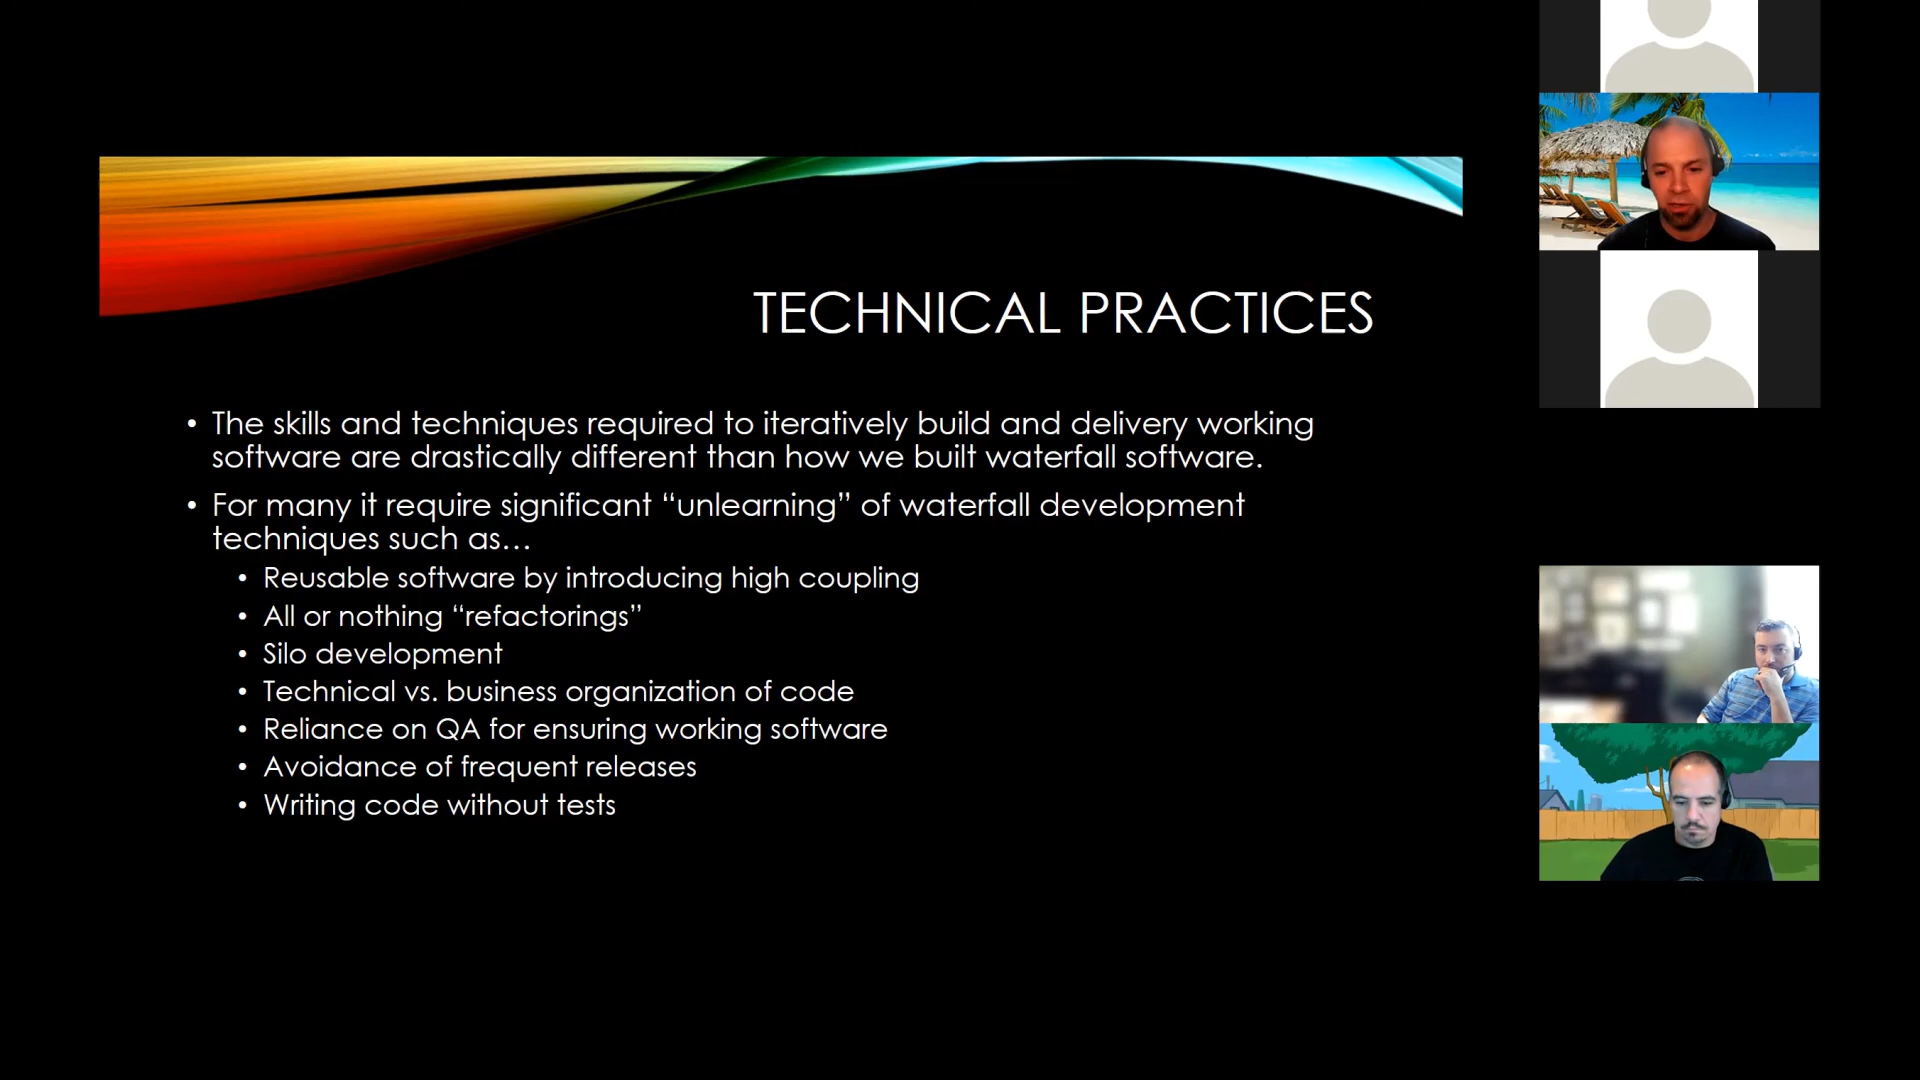 TECHNICAL PRACTICES
• The skills and techniques required to iteratively build and delivery working
software are drastically different than how we built waterfall software.
• For many it require significant “unlearning” of waterfall development
techniques such as…
• Reusable software by introducing high coupling
• All or nothing “refactorings”
• Silo development
• Technical vs. business organization of code
• Reliance on QA for ensuring working software
• Avoidance of frequent releases
• Writing code without tests